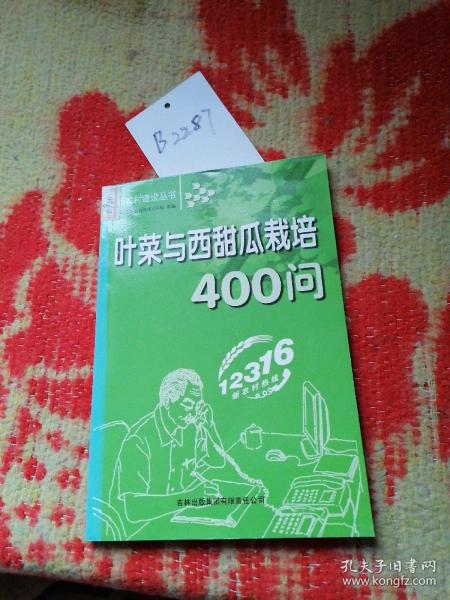 B2287
农村建设丛书
叶菜与西甜瓜栽培
400问
12316
新农村热线
吉林出版集团有限责任公司
孔夫子旧书网
www.kongfz.com